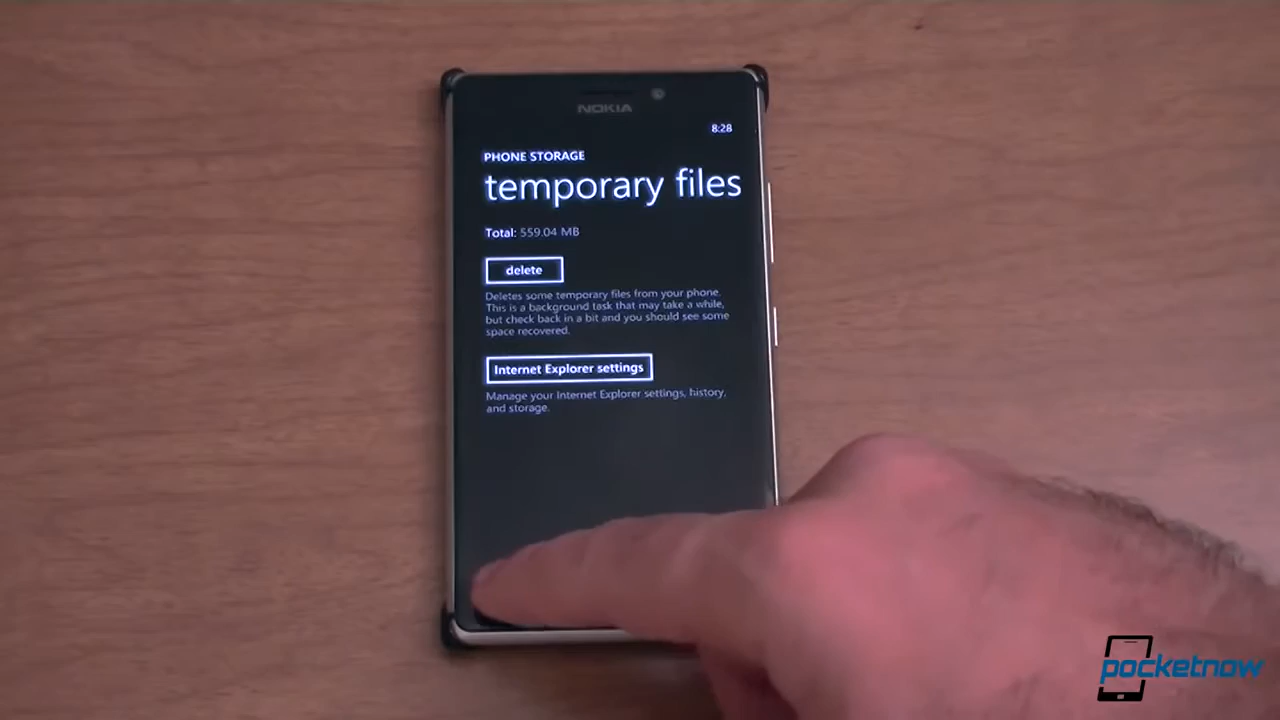 NOKIA
8:28
PHONE STORAGE
temporary files
Total: 559.04 MB
delete
Deletes some temporary files from your phone.
This is a background task that may take a while,
but check back in a bit and you should see some
space recovered.
Internet Explorer settings
Manage your Internet Explorer settings, history,
and storage.
pocketnow